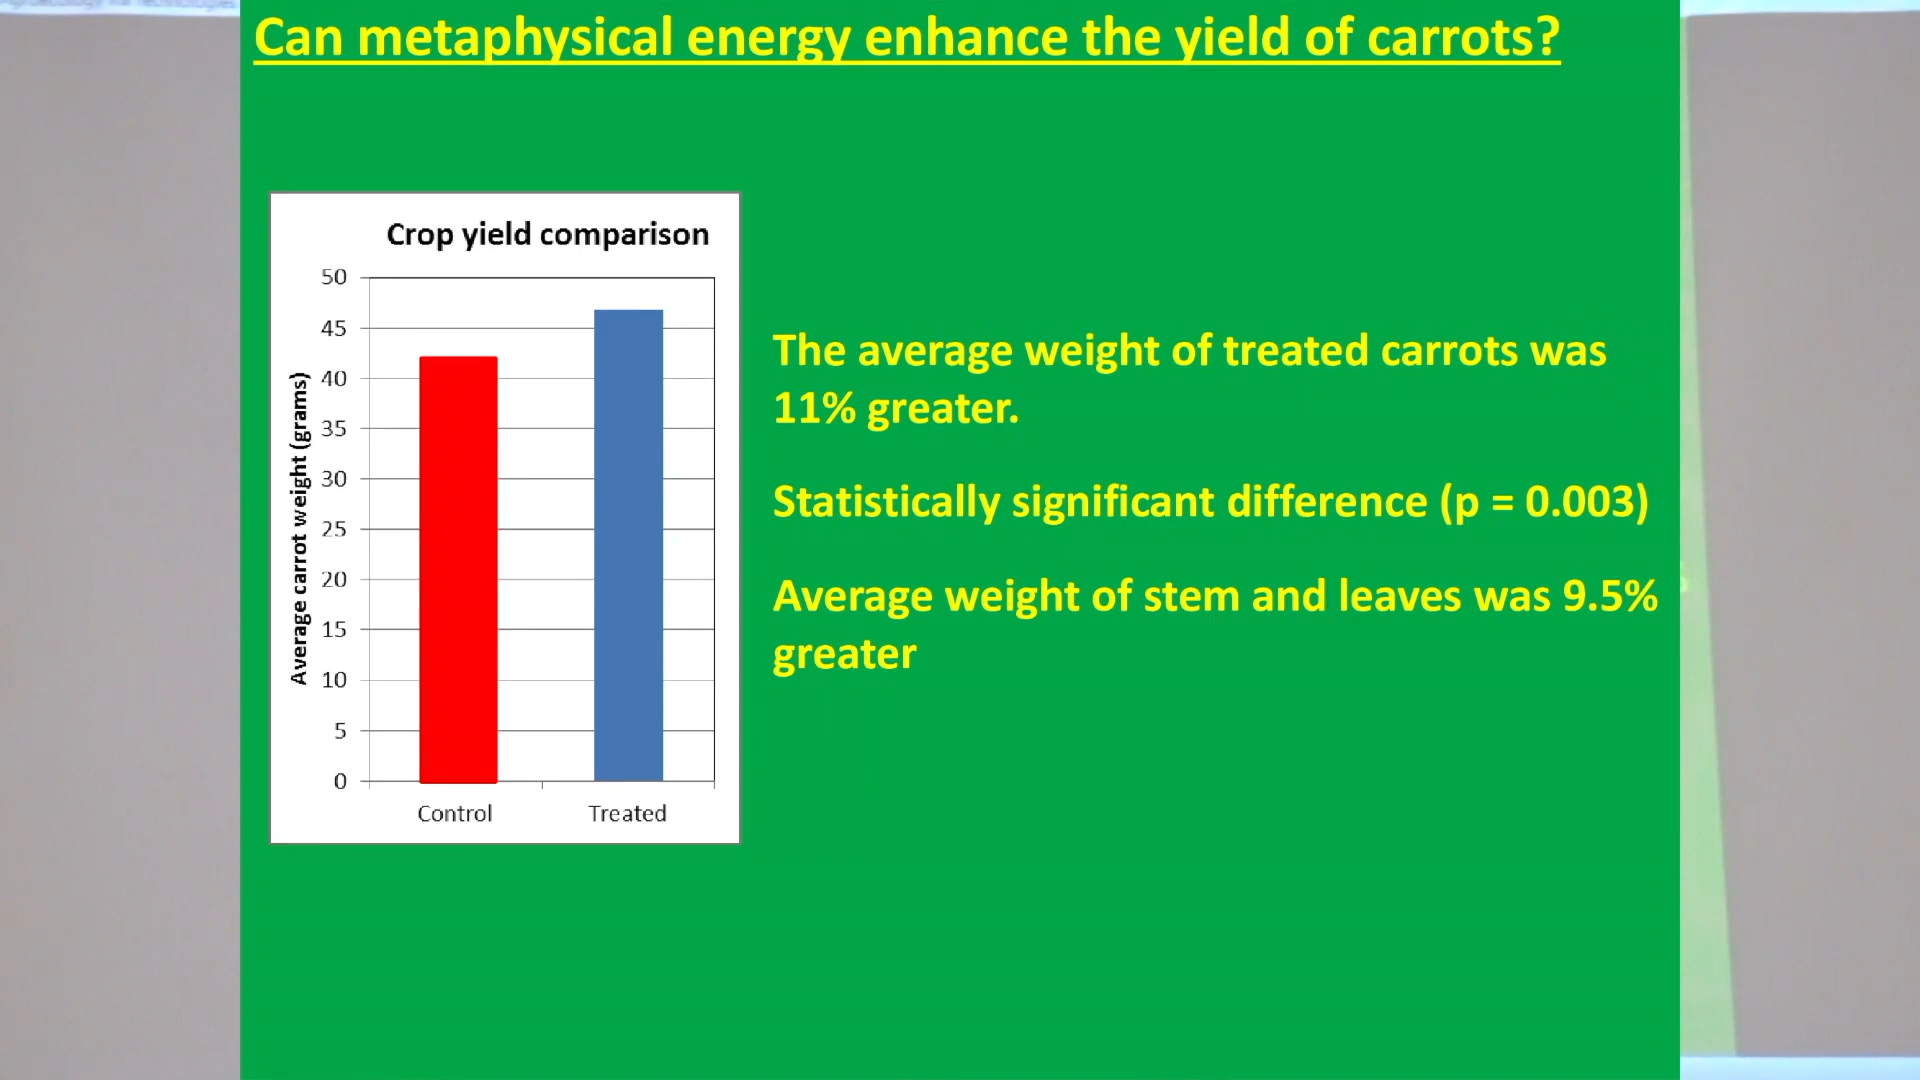 Can metaphysical energy enhance the yield of carrots?
Crop yield comparison
50
45
40
35
30
25
20
15
10
5
0
Average carrot weight (grams)
Control
Treated
The average weight of treated carrots was
11% greater.
Statistically significant difference (p = 0.003)
Average weight of stem and leaves was 9.5%
greater